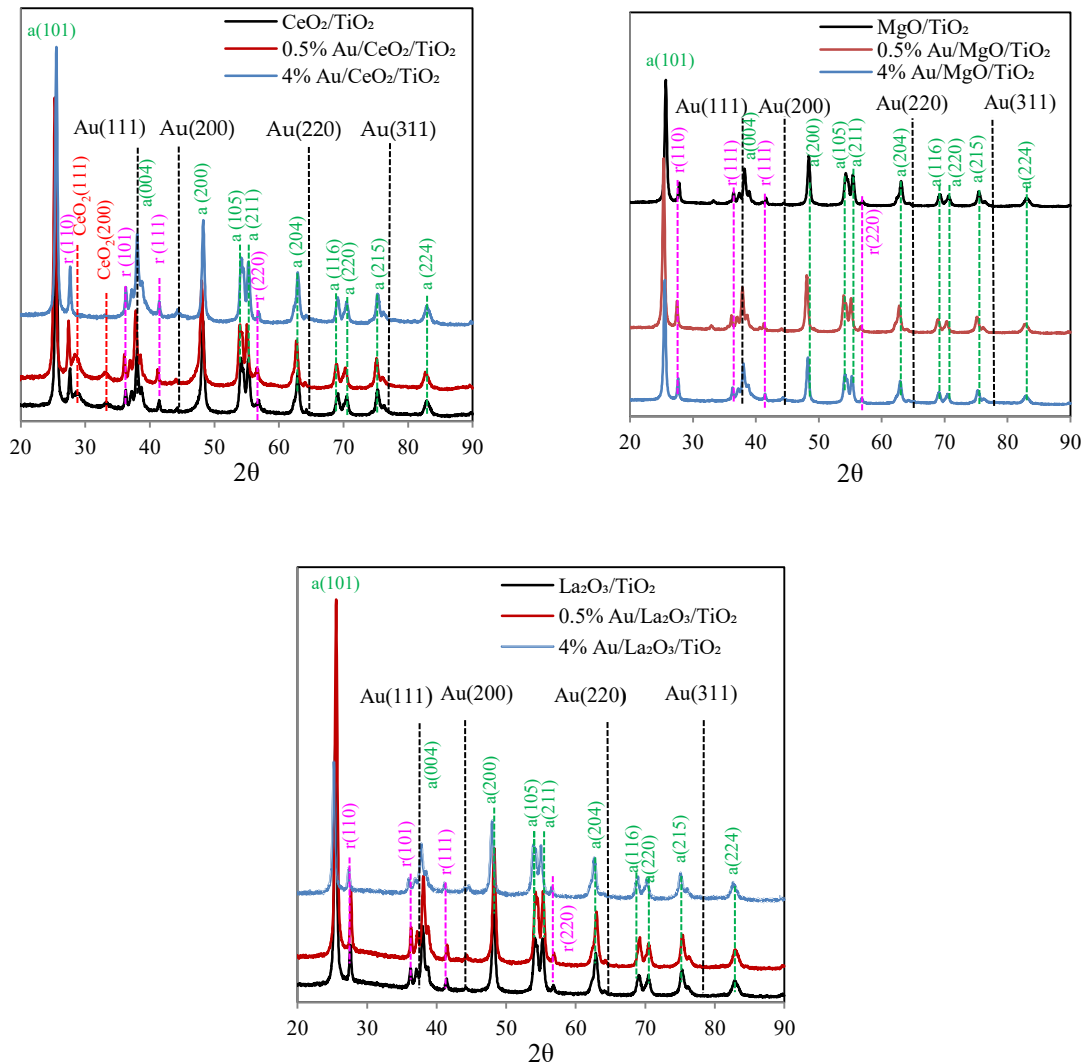 CeO₂/TiO₂
0.5% Au/CeO₂/TiO₂
4% Au/CeO₂/TiO₂
a(101)
Au(111)
Au(200)
Au(220)
Au(311)
r (110)
CeO₂(111)
CeO₂(200)
r (101)
a(004)
r (111)
a (200)
a (105)
a (211)
r (220)
a (204)
a (116)
a (220)
a (215)
a (224)
20 30 40 50 60 70 80 90
2θ
MgO/TiO₂
0.5% Au/MgO/TiO₂
4% Au/MgO/TiO₂
a(101)
Au(111)
Au(200)
Au(220)
Au(311)
r(110)
r(111)
a(004)
r(111)
a(200)
a(105)
a(211)
r(220)
a(204)
a(116)
a(220)
a(215)
a(224)
20 30 40 50 60 70 80 90
2θ
La₂O₃/TiO₂
0.5% Au/La₂O₃/TiO₂
4% Au/La₂O₃/TiO₂
a(101)
Au(111)
Au(200)
Au(220)
Au(311)
r(110)
r(101)
a(004)
r(111)
a(200)
a(105)
a(211)
r(220)
a(204)
a(116)
a(220)
a(215)
a(224)
20 30 40 50 60 70 80 90
2θ